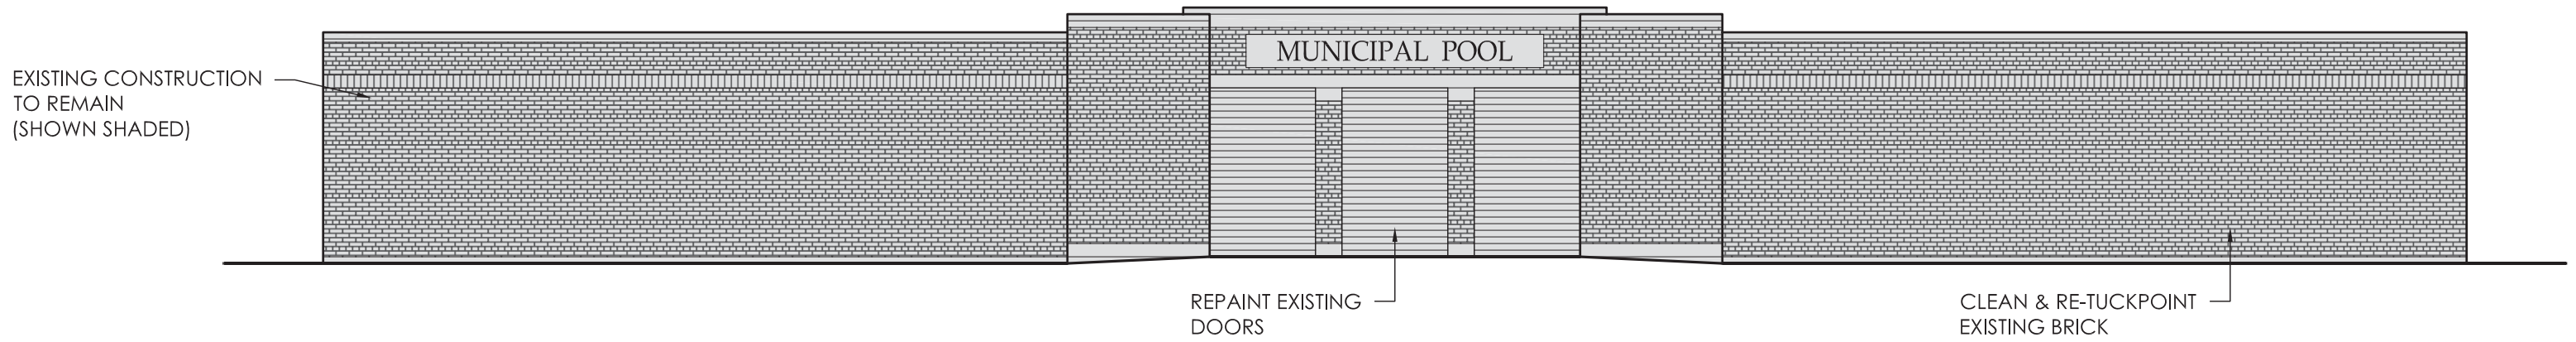 MUNICIPAL POOL
EXISTING CONSTRUCTION
TO REMAIN
(SHOWN SHADED)
REPAINT EXISTING
DOORS
CLEAN & RE-TUCKPOINT
EXISTING BRICK